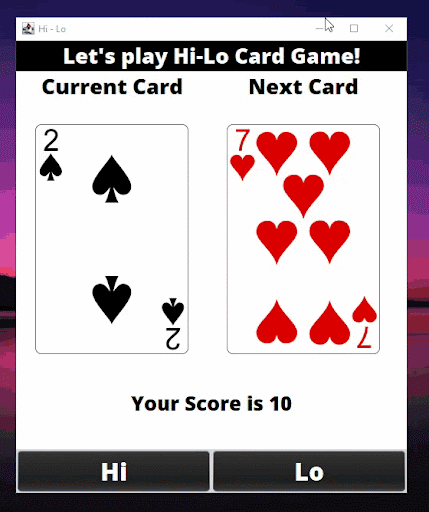 Hi - Lo
Let's play Hi-Lo Card Game!
Current Card Next Card
2 7
2 7
Your Score is 10
Hi Lo